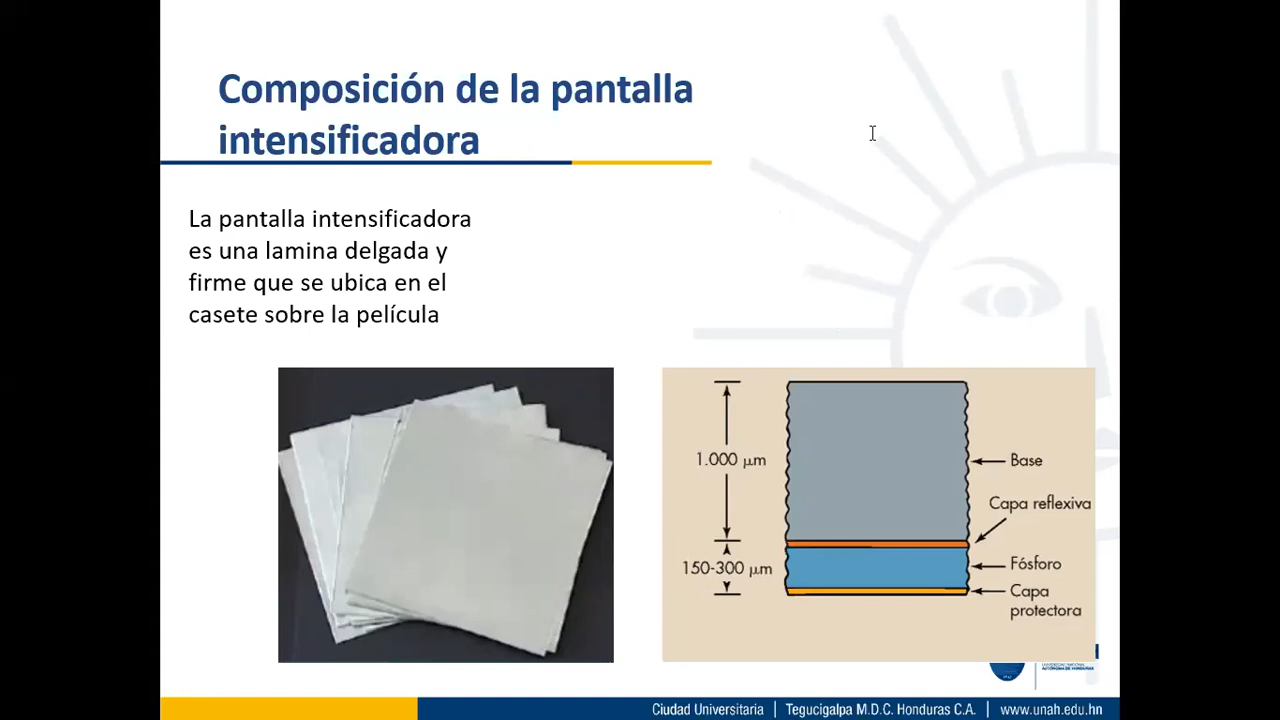 Composición de la pantalla
intensificadora
La pantalla intensificadora
es una lamina delgada y
firme que se ubica en el
casete sobre la película
1.000 µm
Base
Capa reflexiva
150-300 µm
Fósforo
Capa
protectora
Ciudad Universitaria | Tegucigalpa M.D.C. Honduras C.A. | www.unah.edu.hn